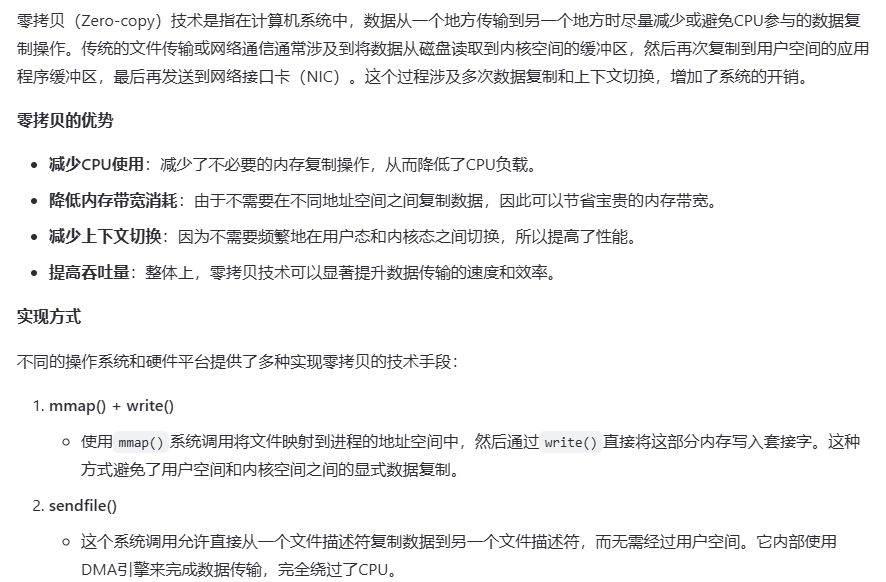 零拷贝（Zero-copy）技术是指在计算机系统中，数据从一个地方传输到另一个地方时尽量减少或避免CPU参与的数据复
制操作。传统的文件传输或网络通信通常涉及到将数据从磁盘读取到内核空间的缓冲区，然后再次复制到用户空间的应用
程序缓冲区，最后再发送到网络接口卡（NIC）。这个过程涉及多次数据复制和上下文切换，增加了系统的开销。
零拷贝的优势
• 减少CPU使用：减少了不必要的内存复制操作，从而降低了CPU负载。
• 降低内存带宽消耗：由于不需要在不同地址空间之间复制数据，因此可以节省宝贵的内存带宽。
• 减少上下文切换：因为不需要频繁地在用户态和内核态之间切换，所以提高了性能。
• 提高吞吐量：整体上，零拷贝技术可以显著提升数据传输的速度和效率。
实现方式
不同的操作系统和硬件平台提供了多种实现零拷贝的技术手段：
1. mmap() + write()
○ 使用 mmap() 系统调用将文件映射到进程的地址空间中，然后通过 write() 直接将这部分内存写入套接字。这种
方式避免了用户空间和内核空间之间的显式数据复制。
2. sendfile()
○ 这个系统调用允许直接从一个文件描述符复制数据到另一个文件描述符，而无需经过用户空间。它内部使用
DMA引擎来完成数据传输，完全绕过了CPU。